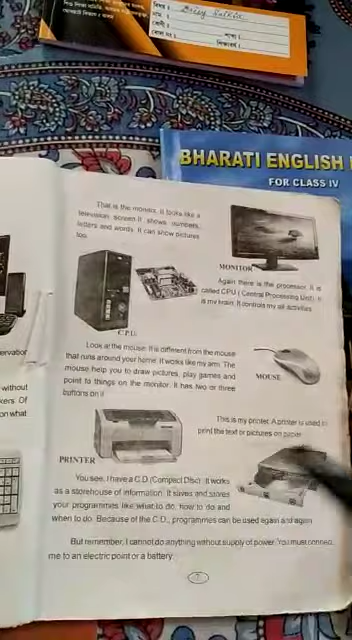 BHARATI ENGLISH
FOR CLASS IV
That is the monitor. It looks like a
television screen. It shows numbers,
letters and words. It can show pictures
too.
MONITOR
Again there is the processor. It is
called CPU ( Central Processing Unit). It
is my brain. It controls my all activities
C.P.U.
Look at the mouse. It is different from the mouse
that runs around your home. It works like my arm. The
mouse help you to draw pictures, play games and
point to things on the monitor. It has two or three
buttons on it
MOUSE
This is my printer. A printer is used to
print the text or pictures on paper
PRINTER
You see, I have a C.D. (Compact Disc). It works
as a storehouse of information. It saves and stores
your programmes like what to do, how to do and
when to do. Because of the C.D., programmes can be used again and again
But remember, I cannot do anything without supply of power. You must connect
me to an electric point or a battery.
7
without
on what